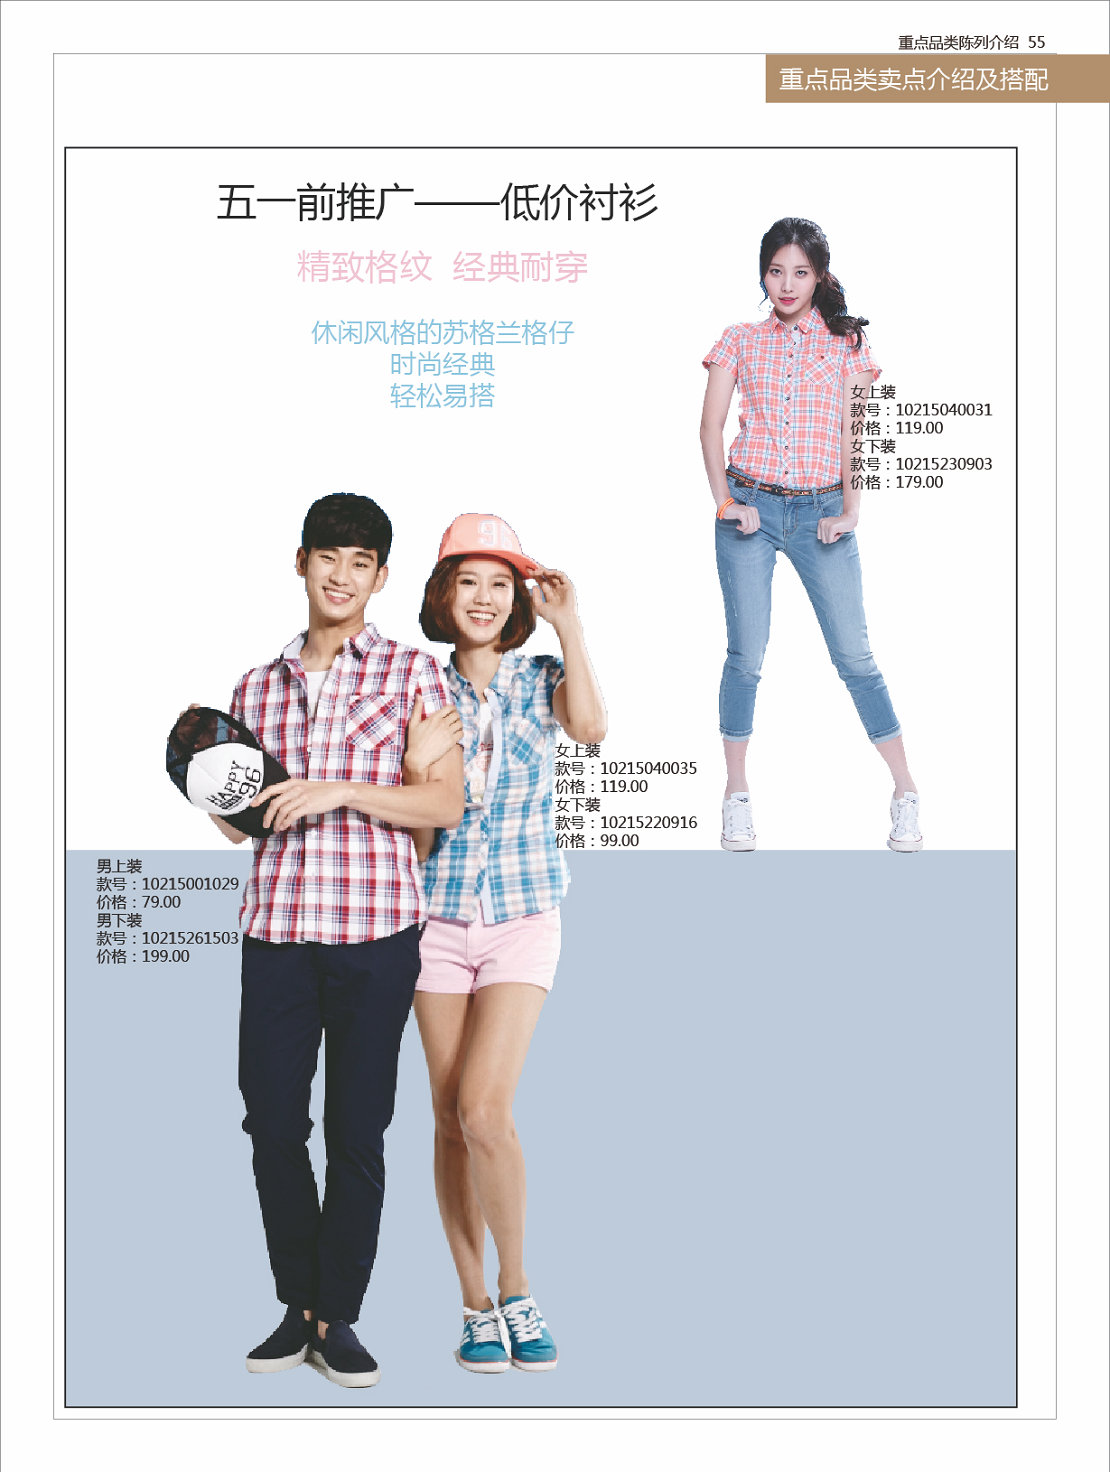 重点品类陈列介绍 55
重点品类卖点介绍及搭配
五一前推广——低价衬衫
精致格纹 经典耐穿
休闲风格的苏格兰格仔
时尚经典
轻松易搭
女上装
款号：10215040031
价格：119.00
女下装
款号：10215230903
价格：179.00
女上装
款号：10215040035
价格：119.00
女下装
款号：10215220916
价格：99.00
男上装
款号：10215001029
价格：79.00
男下装
款号：10215261503
价格：199.00
HAPPY
96